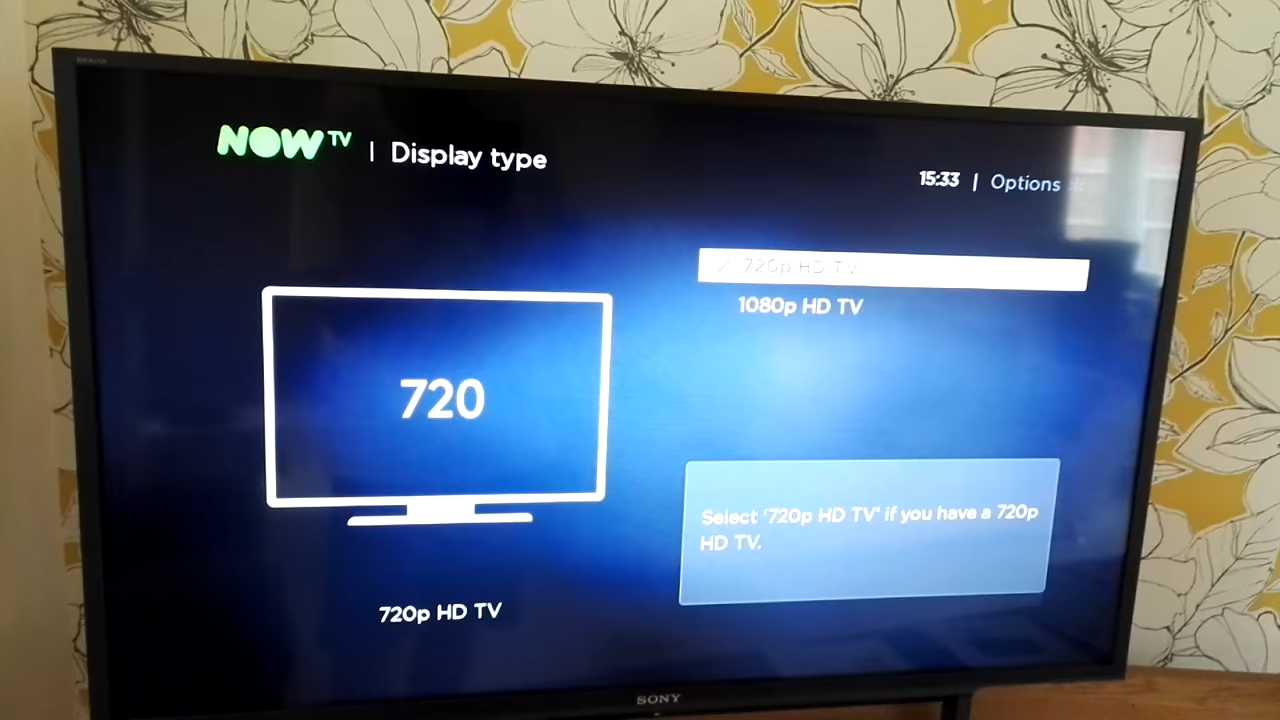 BRAVIA
NOW TV | Display type
15:33 | Options
720p HD TV
1080p HD TV
720
Select '720p HD TV' if you have a 720p
HD TV.
720p HD TV
SONY